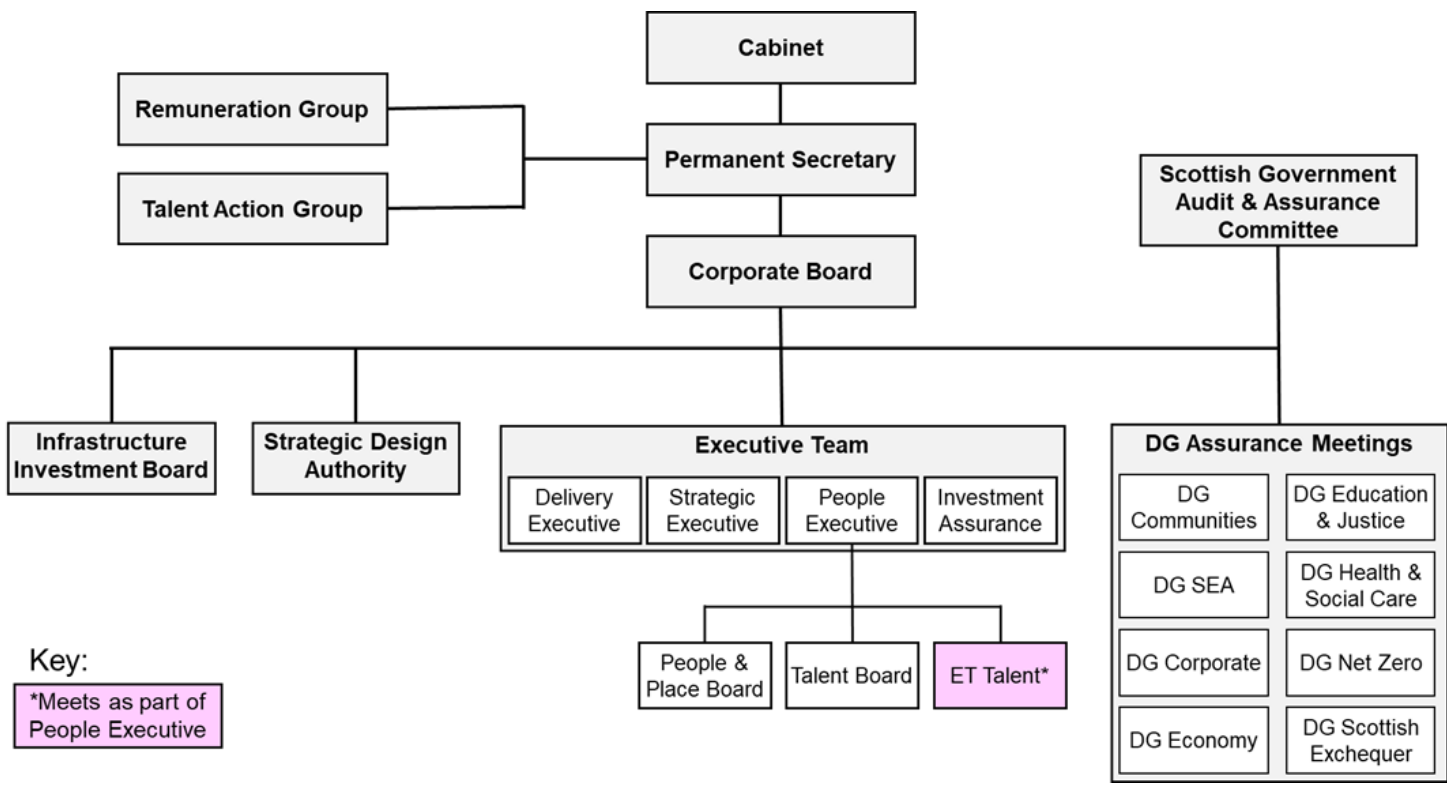 Cabinet
Remuneration Group
Permanent Secretary
Talent Action Group
Scottish Government
Audit & Assurance
Committee
Corporate Board
Infrastructure
Investment Board
Strategic Design
Authority
Executive Team
Delivery
Executive
Strategic
Executive
People
Executive
Investment
Assurance
People &
Place Board
Talent Board
ET Talent*
DG Assurance Meetings
DG
Communities
DG Education
& Justice
DG SEA
DG Health &
Social Care
DG Corporate
DG Net Zero
DG Economy
DG Scottish
Exchequer
Key:
*Meets as part of
People Executive